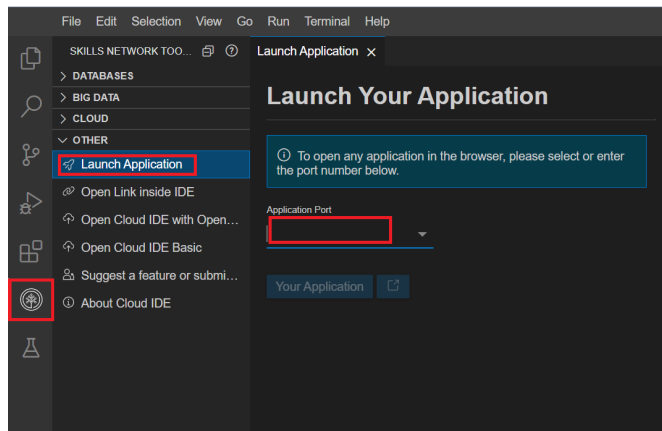 File Edit Selection View Go Run Terminal Help
SKILLS NETWORK TOO...
Launch Application
DATABASES
BIG DATA
CLOUD
OTHER
Launch Application
Open Link inside IDE
Open Cloud IDE with Open...
Open Cloud IDE Basic
Suggest a feature or submi...
About Cloud IDE
Launch Your Application
To open any application in the browser, please select or enter
the port number below.
Application Port
Your Application